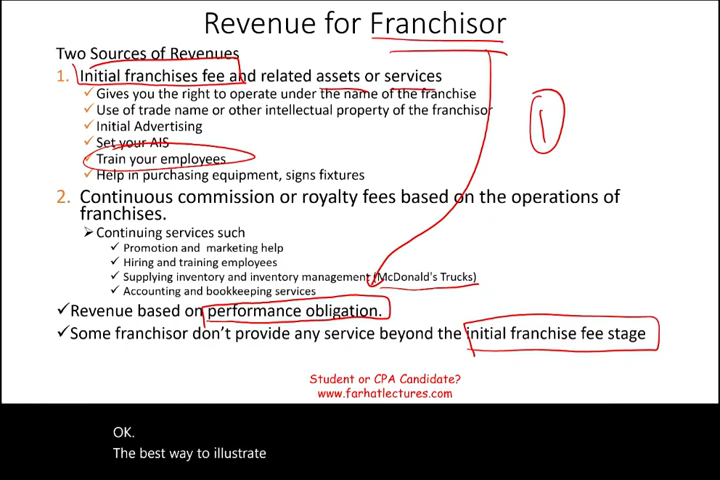 Revenue for Franchisor
Two Sources of Revenues
1. Initial franchises fee and related assets or services
✓ Gives you the right to operate under the name of the franchise
✓ Use of trade name or other intellectual property of the franchisor
✓ Initial Advertising
✓ Set your AIS
✓ Train your employees
✓ Help in purchasing equipment, signs fixtures
1
2. Continuous commission or royalty fees based on the operations of
franchises.
➢ Continuing services such
✓ Promotion and marketing help
✓ Hiring and training employees
✓ Supplying inventory and inventory management (McDonald's Trucks)
✓ Accounting and bookkeeping services
✓ Revenue based on performance obligation.
✓ Some franchisor don't provide any service beyond the initial franchise fee stage
Student or CPA Candidate?
www.farhatlectures.com
OK.
The best way to illustrate